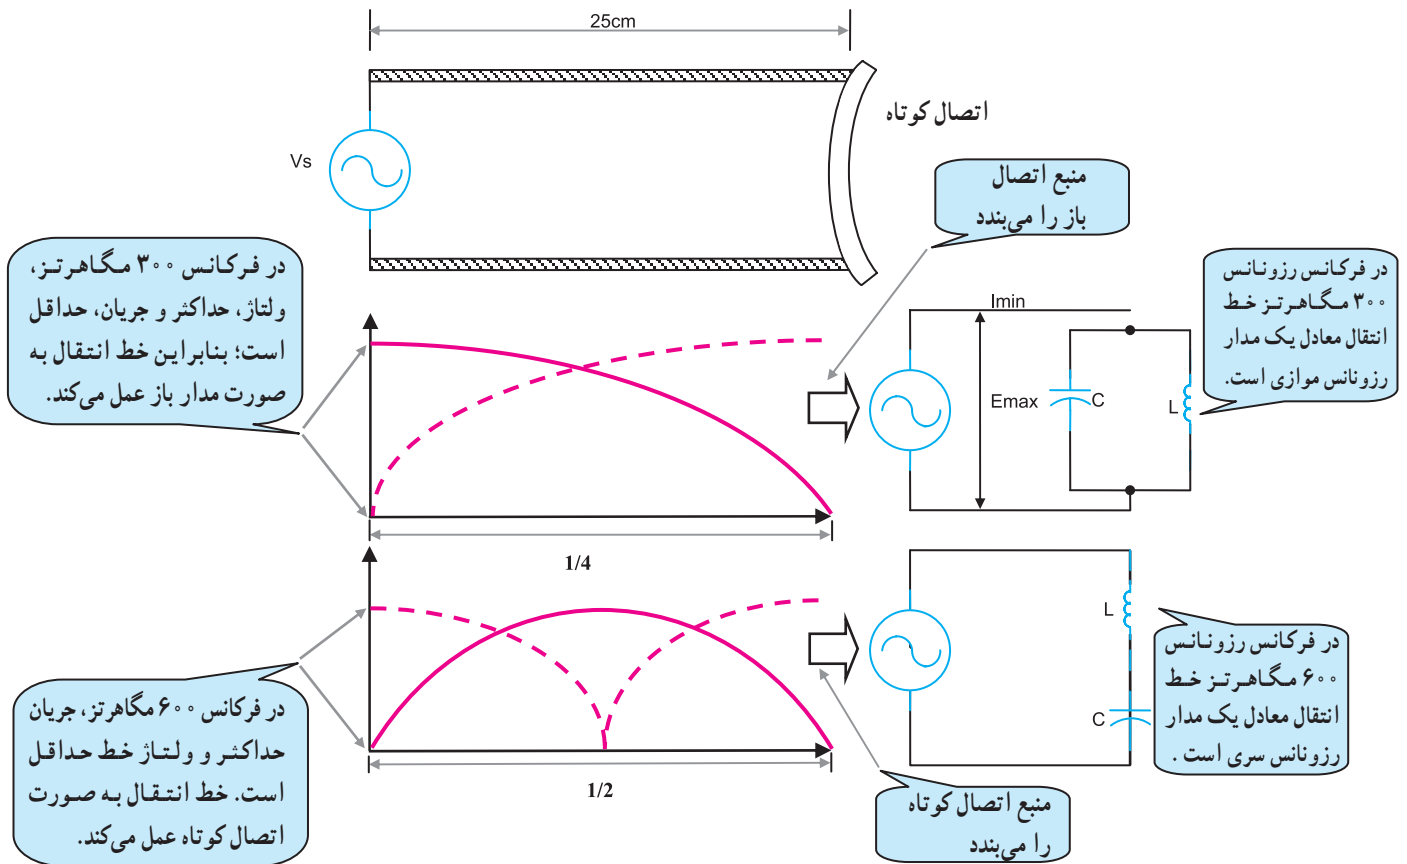 25cm
اتصال کوتاه
Vs
منبع اتصال
باز را می‌بندد
در فرکانس ۳۰۰ مگاهرتز،
ولتاژ، حداکثر و جریان، حداقل
است؛ بنابراین خط انتقال به
صورت مدار باز عمل می‌کند.
در فرکانس رزونانس
۳۰۰ مگاهرتز خط
انتقال معادل یک مدار
رزونانس موازی است.
Imin
Emax
C
L
1/4
در فرکانس ۶۰۰ مگاهرتز، جریان
حداکثر و ولتاژ خط حداقل
است. خط انتقال به صورت
اتصال کوتاه عمل می‌کند.
L
C
در فرکانس رزونانس
۶۰۰ مگاهرتز خط
انتقال معادل یک مدار
رزونانس سری است .
1/2
منبع اتصال کوتاه
را می‌بندد